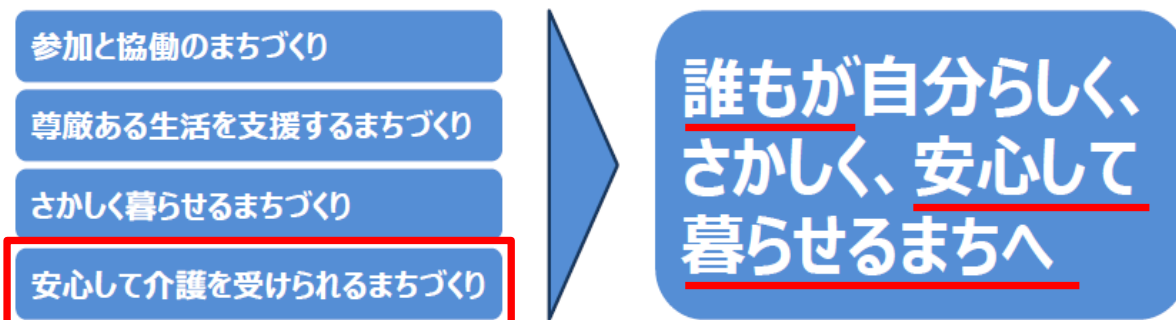 参加と協働のまちづくり
尊厳ある生活を支援するまちづくり
さかしく暮らせるまちづくり
安心して介護を受けられるまちづくり
誰もが自分らしく、
さかしく、安心して
暮らせるまちへ